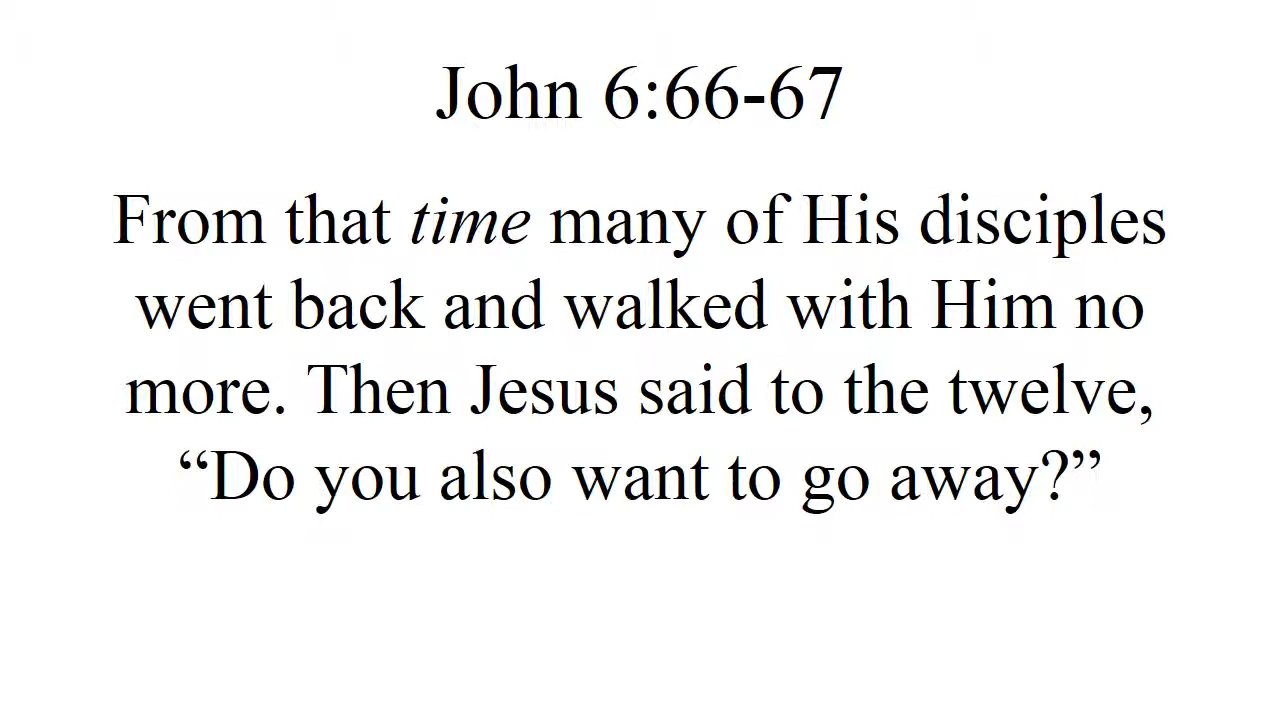 John 6:66-67
From that time many of His disciples
went back and walked with Him no
more. Then Jesus said to the twelve,
“Do you also want to go away?”